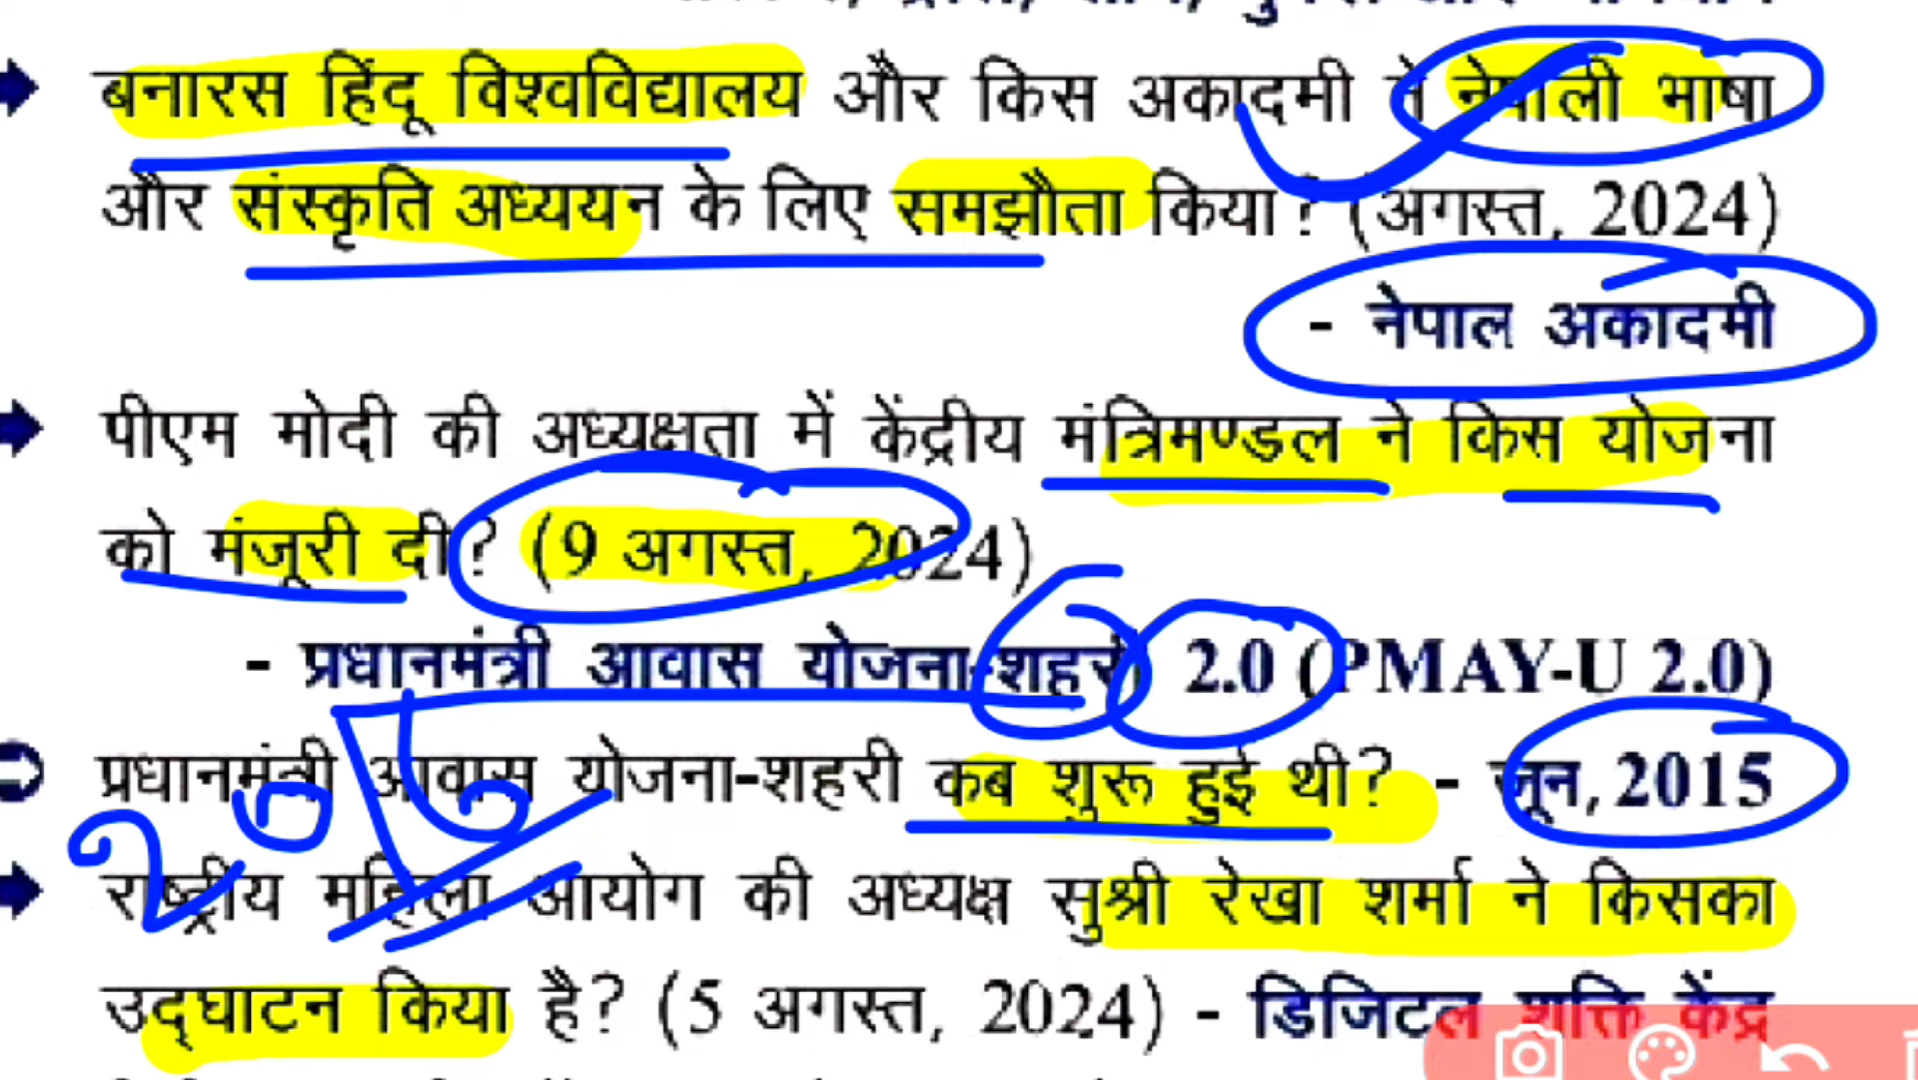 बनारस हिंदू विश्वविद्यालय और किस अकादमी ने नेपाली भाषा
और संस्कृति अध्ययन के लिए समझौता किया? (अगस्त, 2024)
- नेपाल अकादमी
पीएम मोदी की अध्यक्षता में केंद्रीय मंत्रिमण्डल ने किस योजना
को मंजूरी दी? (9 अगस्त, 2024)
- प्रधानमंत्री आवास योजना-शहरी 2.0 (PMAY-U 2.0)
प्रधानमंत्री आवास योजना-शहरी कब शुरू हुई थी? - जून, 2015
राष्ट्रीय महिला आयोग की अध्यक्ष सुश्री रेखा शर्मा ने किसका
उद्घाटन किया है? (5 अगस्त, 2024) - डिजिटल शक्ति केंद्र